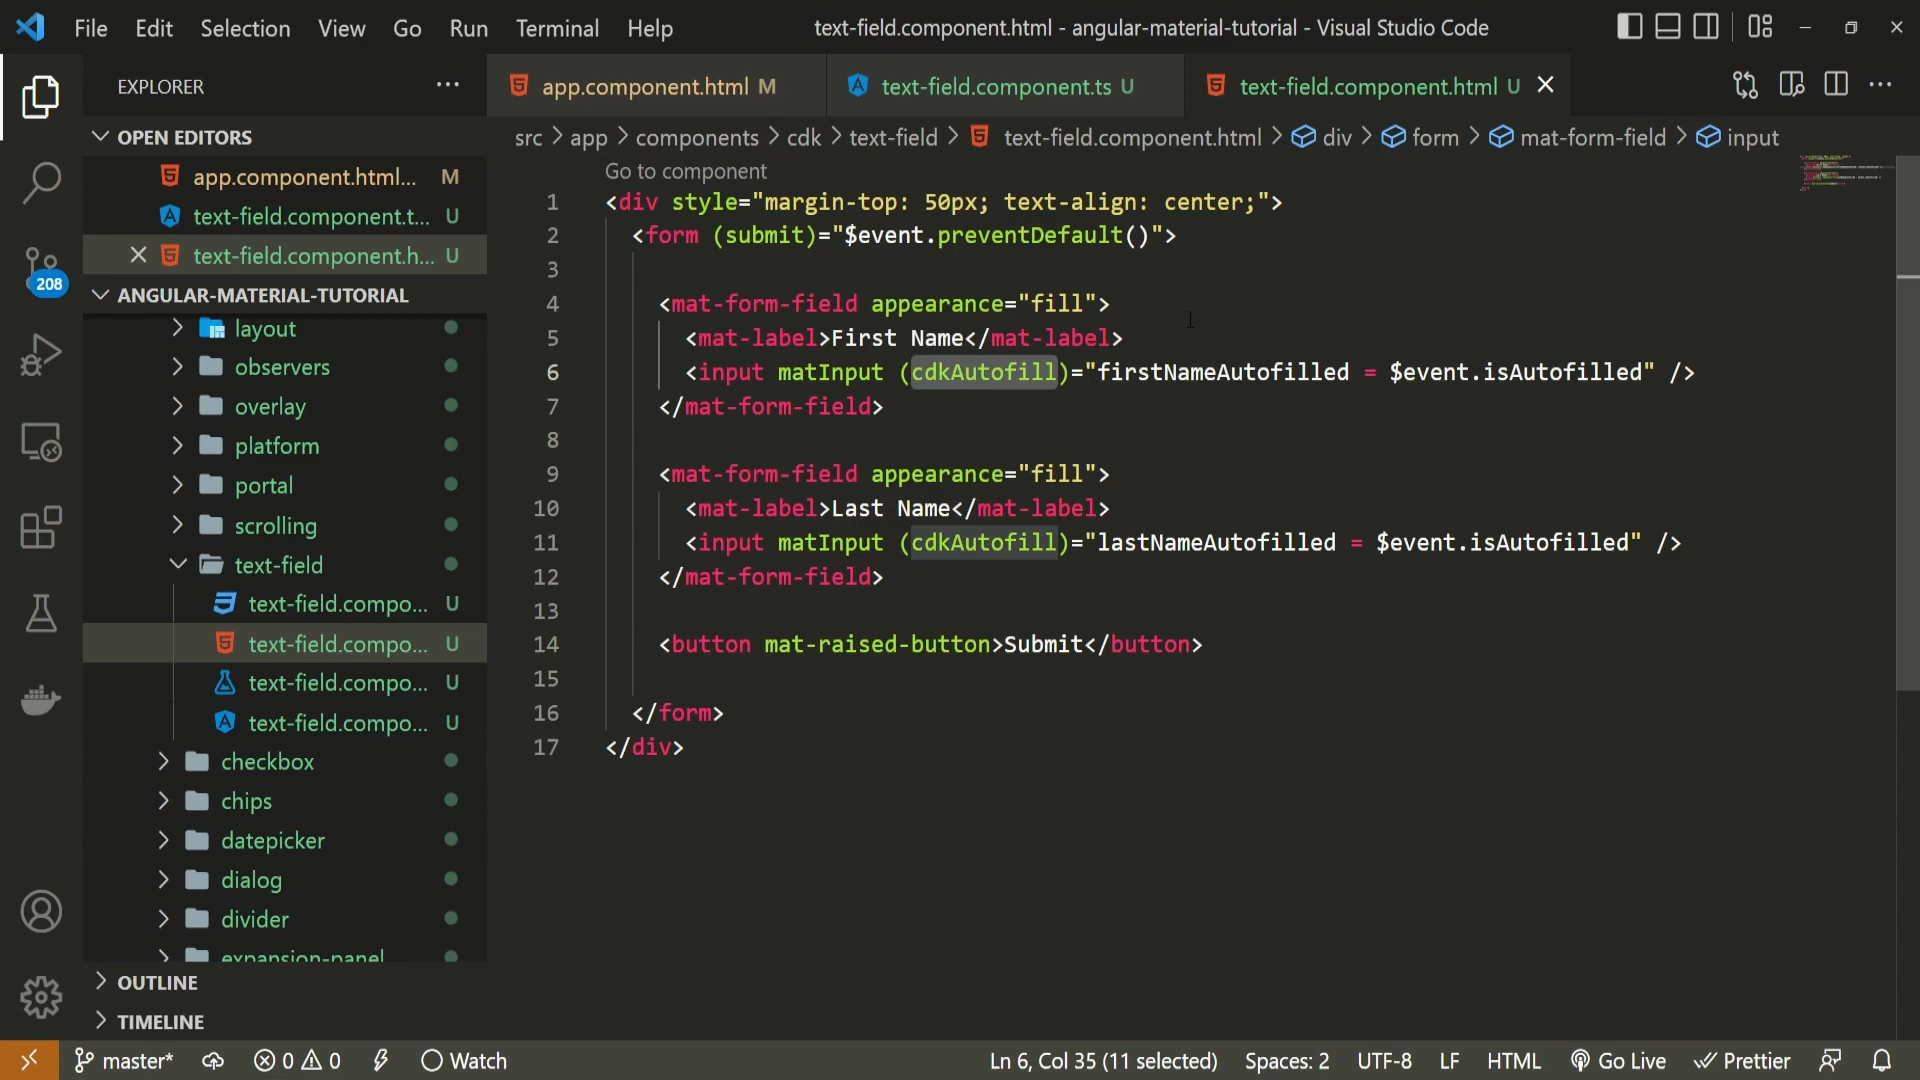 File Edit Selection View Go Run Terminal Help
text-field.component.html - angular-material-tutorial - Visual Studio Code
EXPLORER
OPEN EDITORS
app.component.html... M
text-field.component.t... U
text-field.component.h... U
ANGULAR-MATERIAL-TUTORIAL
layout
observers
overlay
platform
portal
scrolling
text-field
text-field.compo... U
text-field.compo... U
text-field.compo... U
text-field.compo... U
checkbox
chips
datepicker
dialog
divider
expansion-panel
OUTLINE
TIMELINE
208
app.component.html M
text-field.component.ts U
text-field.component.html U
src > app > components > cdk > text-field > text-field.component.html > div > form > mat-form-field > input
Go to component
1 <div style="margin-top: 50px; text-align: center;">
2 <form (submit)="$event.preventDefault()">
3
4 <mat-form-field appearance="fill">
5 <mat-label>First Name</mat-label>
6 <input matInput (cdkAutofill)="firstNameAutofilled = $event.isAutofilled" />
7 </mat-form-field>
8
9 <mat-form-field appearance="fill">
10 <mat-label>Last Name</mat-label>
11 <input matInput (cdkAutofill)="lastNameAutofilled = $event.isAutofilled" />
12 </mat-form-field>
13
14 <button mat-raised-button>Submit</button>
15
16 </form>
17 </div>
master* 0 0 Watch
Ln 6, Col 35 (11 selected) Spaces: 2 UTF-8 LF HTML Go Live Prettier